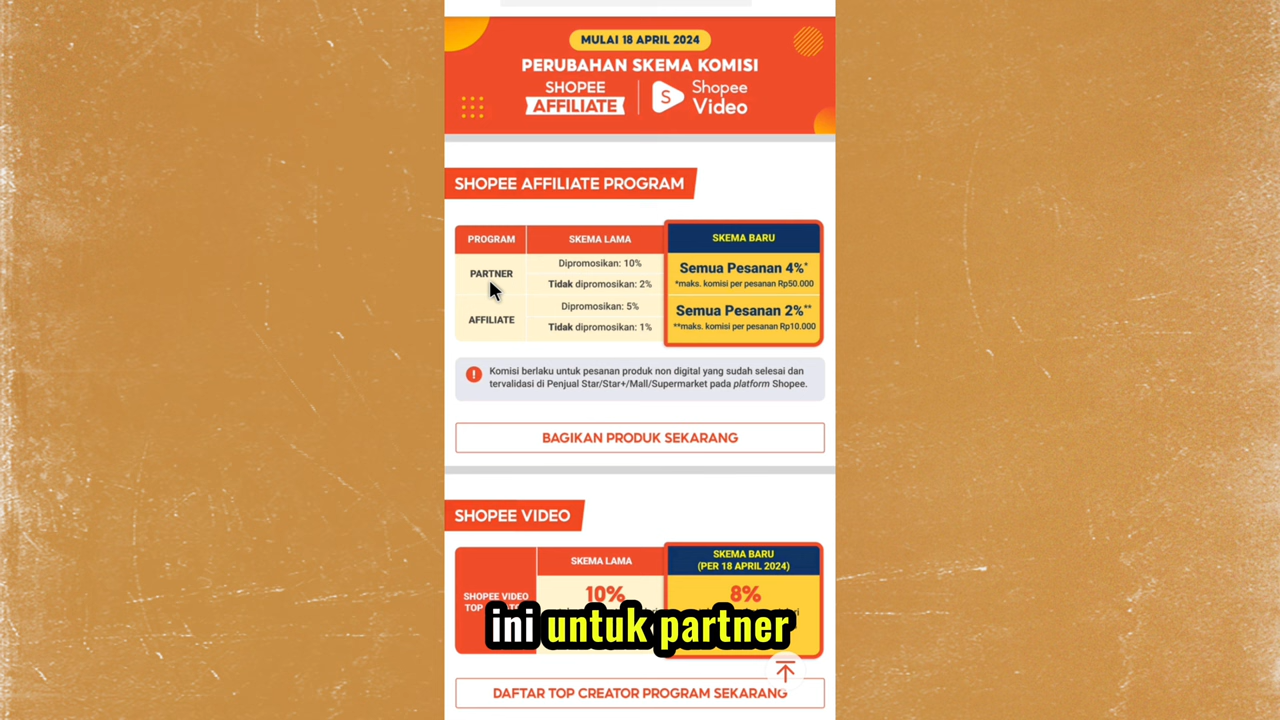 MULAI 18 APRIL 2024
PERUBAHAN SKEMA KOMISI
SHOPEE
AFFILIATE
S
Shopee
Video
SHOPEE AFFILIATE PROGRAM
PROGRAM
SKEMA LAMA
SKEMA BARU
PARTNER
Dipromosikan: 10%
Tidak dipromosikan: 2%
Semua Pesanan 4%*
*maks. komisi per pesanan Rp50.000
AFFILIATE
Dipromosikan: 5%
Tidak dipromosikan: 1%
Semua Pesanan 2%**
**maks. komisi per pesanan Rp10.000
Komisi berlaku untuk pesanan produk non digital yang sudah selesai dan
tervalidasi di Penjual Star/Star+/Mall/Supermarket pada platform Shopee.
BAGIKAN PRODUK SEKARANG
SHOPEE VIDEO
SKEMA LAMA
SKEMA BARU
(PER 18 APRIL 2024)
SHOPEE VIDEO
10%
8%
ini untuk partner
DAFTAR TOP CREATOR PROGRAM SEKARANG